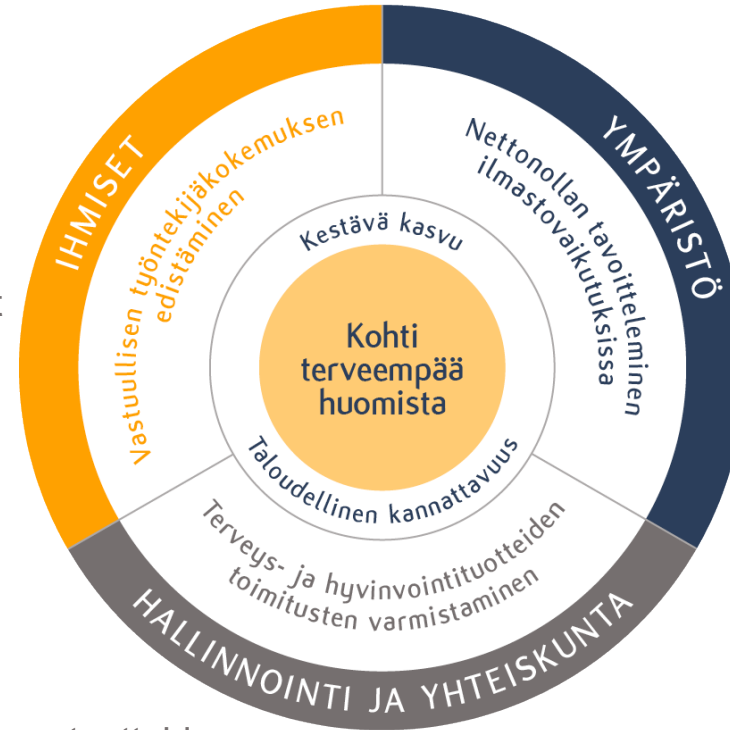 IHMISET
Vastuullisen työntekijäkokemuksen
edistäminen
YMPÄRISTÖ
Nettonollan tavoitteleminen
ilmastovaikutuksissa
Kestävä kasvu
Kohti
terveempää
huomista
Taloudellinen kannattavuus
Terveys- ja hyvinvointituotteiden
toimitusten varmistaminen
HALLINNOINTI JA YHTEISKUNTA